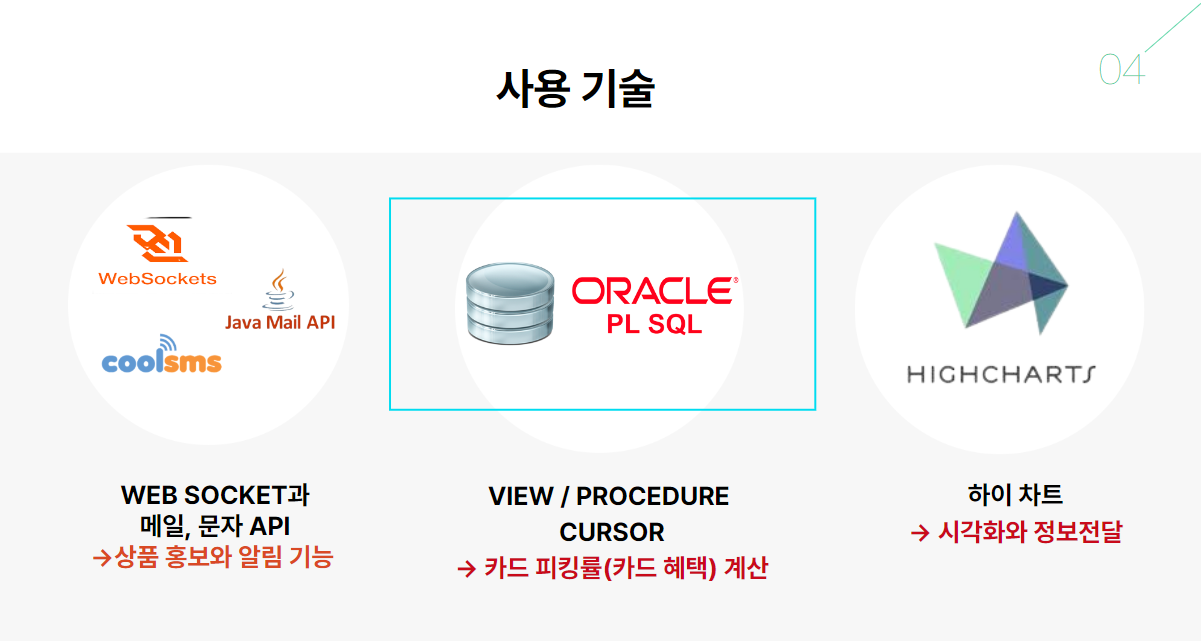 사용 기술
04
WebSockets
Java Mail API
coolsms
WEB SOCKET과
메일, 문자 API
→상품 홍보와 알림 기능
ORACLE®
PL SQL
VIEW / PROCEDURE
CURSOR
→ 카드 피킹률(카드 혜택) 계산
HIGHCHARTS
하이 차트
→ 시각화와 정보전달